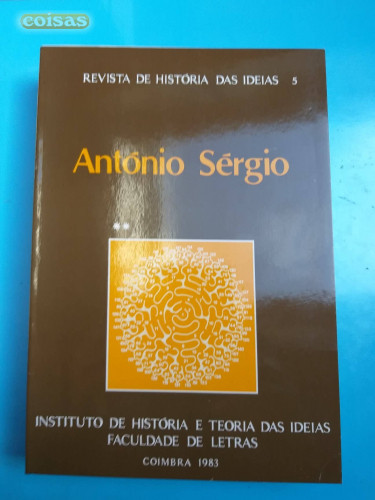 coisas
REVISTA DE HISTÓRIA DAS IDEIAS 5
António Sérgio
INSTITUTO DE HISTÓRIA E TEORIA DAS IDEIAS
FACULDADE DE LETRAS
COIMBRA 1983